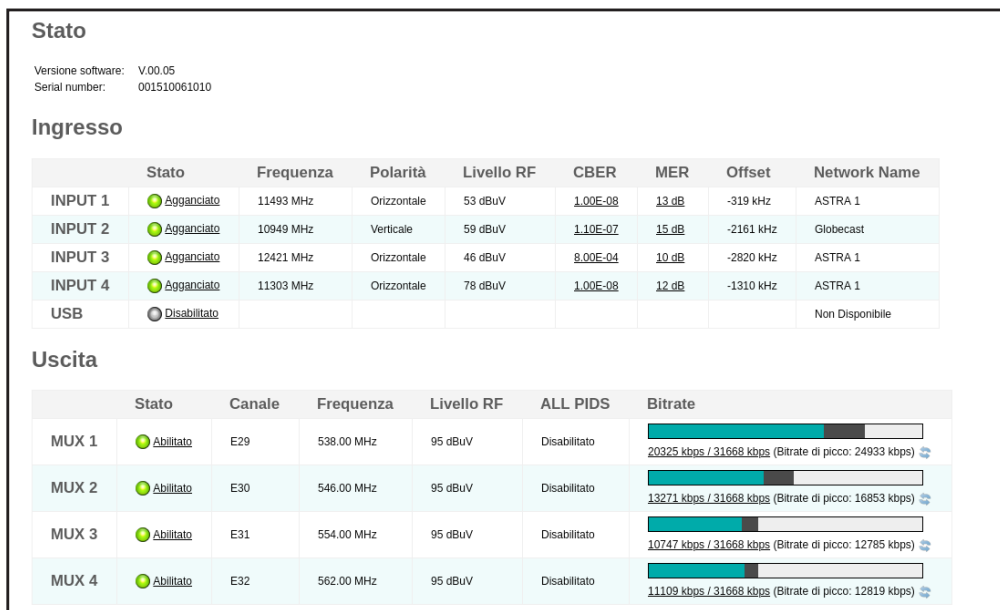 Stato
Versione software: V.00.05
Serial number: 001510061010
Ingresso
Stato Frequenza Polarità Livello RF CBER MER Offset Network Name
INPUT 1 Agganciato 11493 MHz Orizzontale 53 dBuV 1.00E-08 13 dB -319 kHz ASTRA 1
INPUT 2 Agganciato 10949 MHz Verticale 59 dBuV 1.10E-07 15 dB -2161 kHz Globecast
INPUT 3 Agganciato 12421 MHz Orizzontale 46 dBuV 8.00E-04 10 dB -2820 kHz ASTRA 1
INPUT 4 Agganciato 11303 MHz Orizzontale 78 dBuV 1.00E-08 12 dB -1310 kHz ASTRA 1
USB Disabilitato Non Disponibile
Uscita
Stato Canale Frequenza Livello RF ALL PIDS Bitrate
MUX 1 Abilitato E29 538.00 MHz 95 dBuV Disabilitato 20325 kbps / 31668 kbps (Bitrate di picco: 24933 kbps)
MUX 2 Abilitato E30 546.00 MHz 95 dBuV Disabilitato 13271 kbps / 31668 kbps (Bitrate di picco: 16853 kbps)
MUX 3 Abilitato E31 554.00 MHz 95 dBuV Disabilitato 10747 kbps / 31668 kbps (Bitrate di picco: 12785 kbps)
MUX 4 Abilitato E32 562.00 MHz 95 dBuV Disabilitato 11109 kbps / 31668 kbps (Bitrate di picco: 12819 kbps)